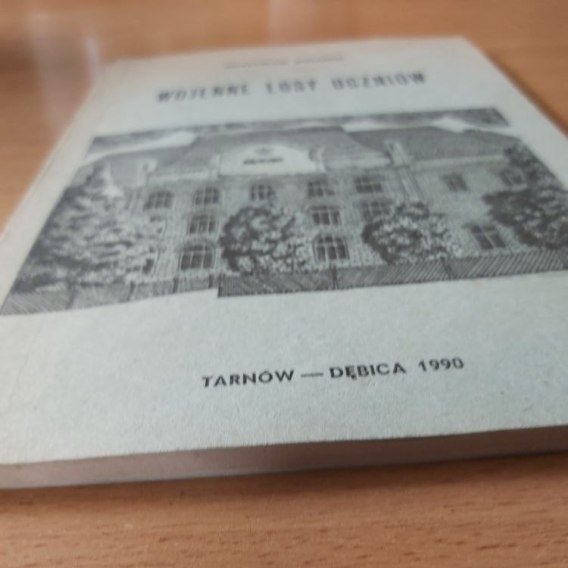 WOJENNE LOSY UCZNIÓW
TARNÓW — DĘBICA 1990